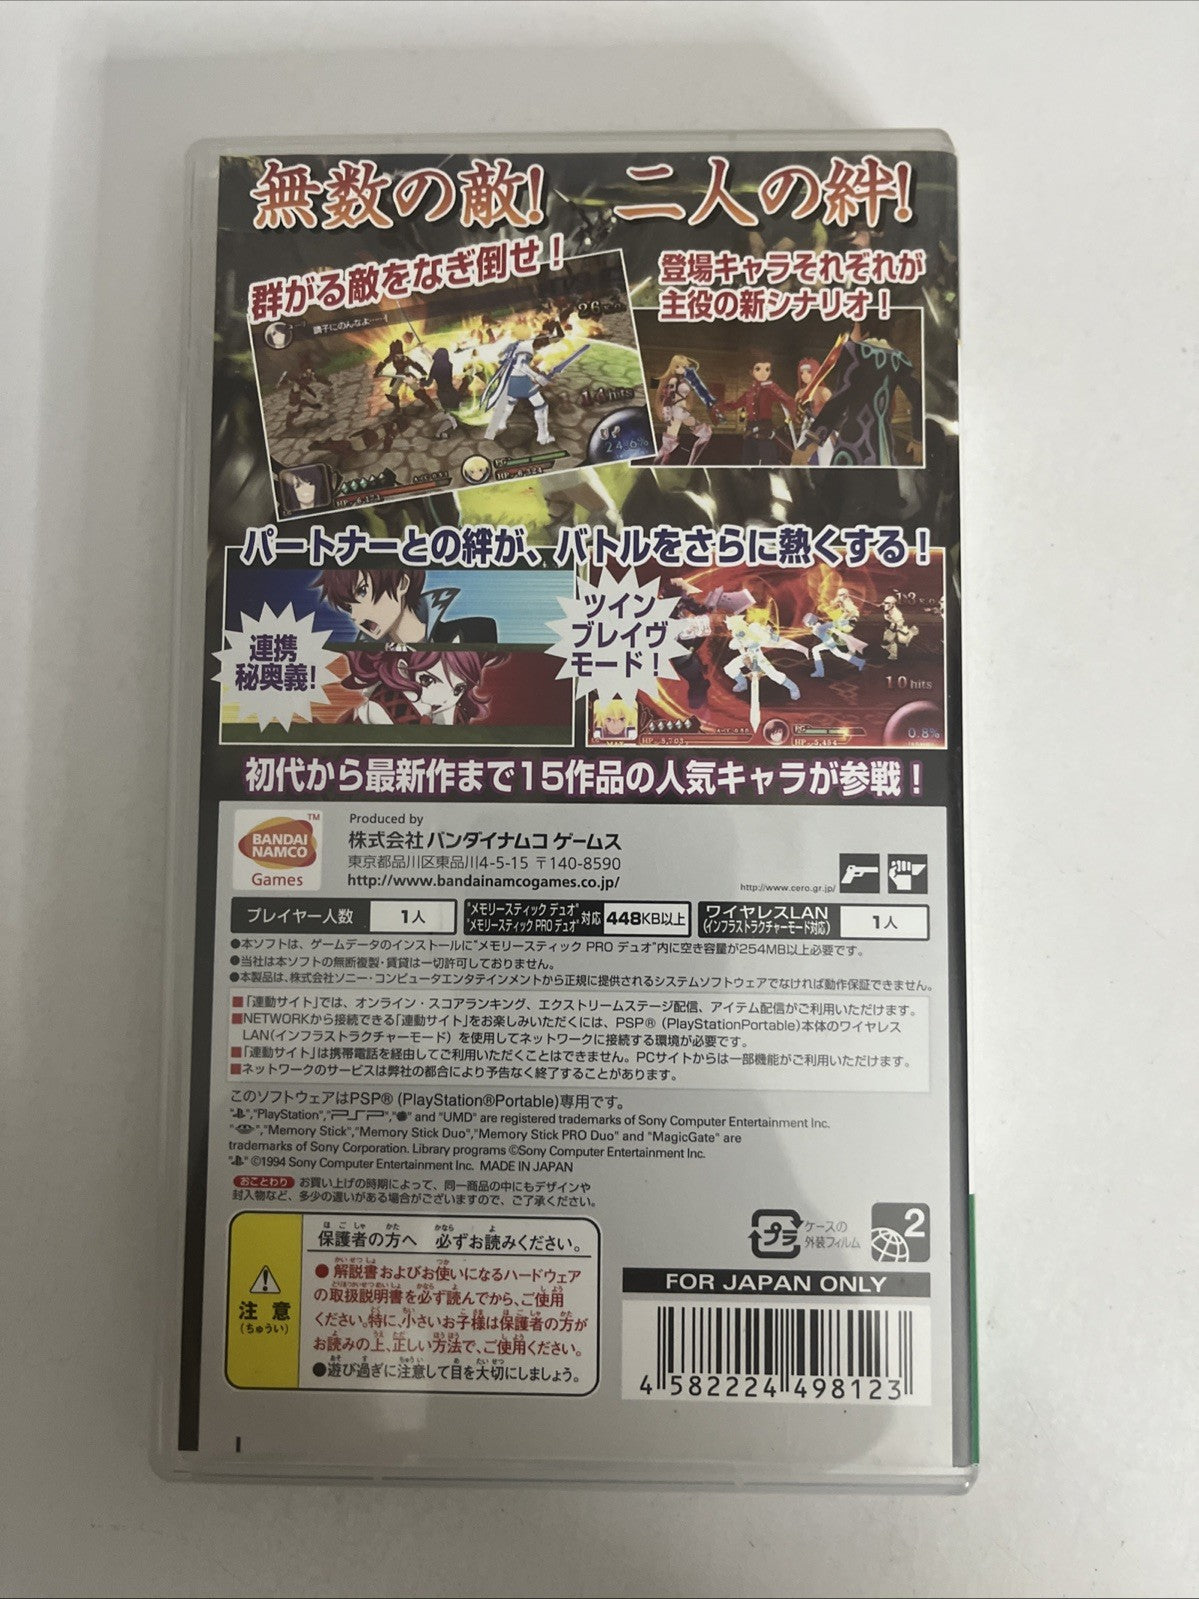 無数の敵!
二人の絆!
群がる敵をなぎ倒せ！
登場キャラそれぞれが
主役の新シナリオ！
調子にのんなよ…！
hits
パートナーとの絆が、バトルをさらに熱くする！
連携
秘奥義!
ツイン
ブレイヴ
モード！
10 hits
0.8%
初代から最新作まで15作品の人気キャラが参戦！
BANDAI
NAMCO
Games
TM
Produced by
株式会社 バンダイナムコ ゲームス
東京都品川区東品川4-5-15 〒140-8590
http://www.bandainamcogames.co.jp/
http://www.cero.gr.jp/
プレイヤー人数 1人
"メモリースティック デュオ"
"メモリースティック PRO デュオ" 対応 448KB以上
ワイヤレスLAN
(インフラストラクチャーモード対応) 1人
●本ソフトは、ゲームデータのインストールに"メモリースティック PRO デュオ"内に空き容量が254MB以上必要です。
●当社は本ソフトの無断複製・賃貸は一切許可しておりません。
●本製品は、株式会社ソニー・コンピュータエンタテインメントから正規に提供されるシステムソフトウェアでなければ動作保証できません。
■「連動サイト」では、オンライン・スコアランキング、エクストリームステージ配信、アイテム配信がご利用いただけます。
■NETWORKから接続できる「連動サイト」をお楽しみいただくには、PSP® (PlayStationPortable)本体のワイヤレス
LAN(インフラストラクチャーモード) を使用してネットワークに接続する環境が必要です。
■「連動サイト」は携帯電話を経由してご利用いただくことはできません。PCサイトからは一部機能がご利用いただけます。
■ネットワークのサービスは弊社の都合により予告なく終了することがあります。
このソフトウェアはPSP® (PlayStation®Portable)専用です。
" ","PlayStation","PSP"," " and "UMD" are registered trademarks of Sony Computer Entertainment Inc.
" ","Memory Stick","Memory Stick Duo","Memory Stick PRO Duo" and "MagicGate" are
trademarks of Sony Corporation. Library programs ©Sony Computer Entertainment Inc.
" " ©1994 Sony Computer Entertainment Inc. MADE IN JAPAN
おことわり お買い上げの時期によって、同一商品の中にもデザインや
封入物など、多少の違いがある場合がございますので、ご了承ください。
注意
(ちゅうい)
保護者の方へ 必ずお読みください。
●解説書およびお使いになるハードウェア
の取扱説明書を必ず読んでから、ご使用
ください。特に、小さいお子様は保護者の方が
お読みの上、正しい方法で、ご使用ください。
●遊び過ぎに注意して目を大切にしましょう。
プラ
ケースの
外装フィルム
2
FOR JAPAN ONLY
4 582224 498123